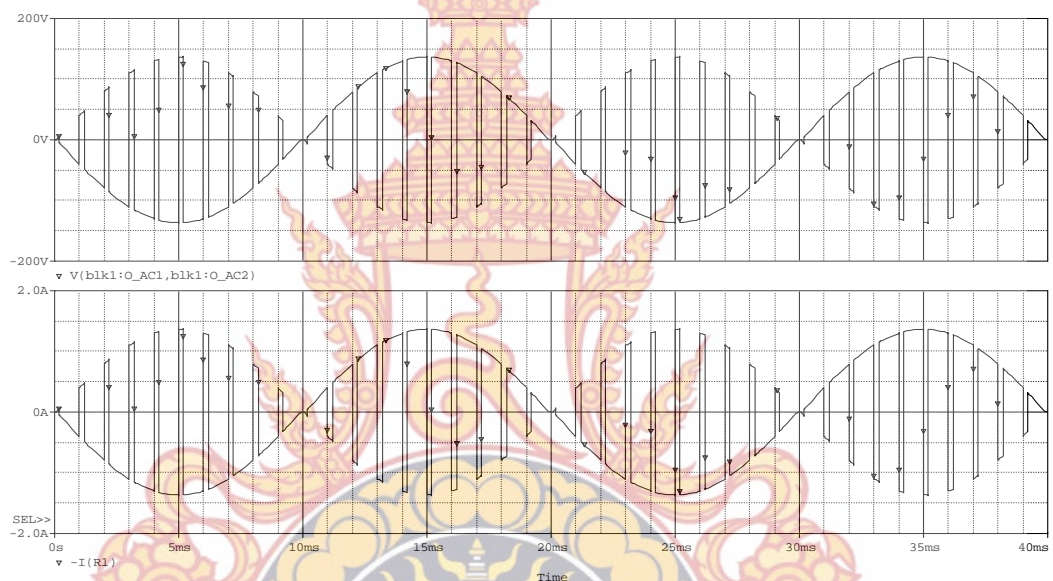 200V
0V
-200V
V(blk1:O_AC1,blk1:O_AC2)
2.0A
0A
SEL>>
-2.0A
0s 5ms 10ms 15ms 20ms 25ms 30ms 35ms 40ms
-I(R1)
Time